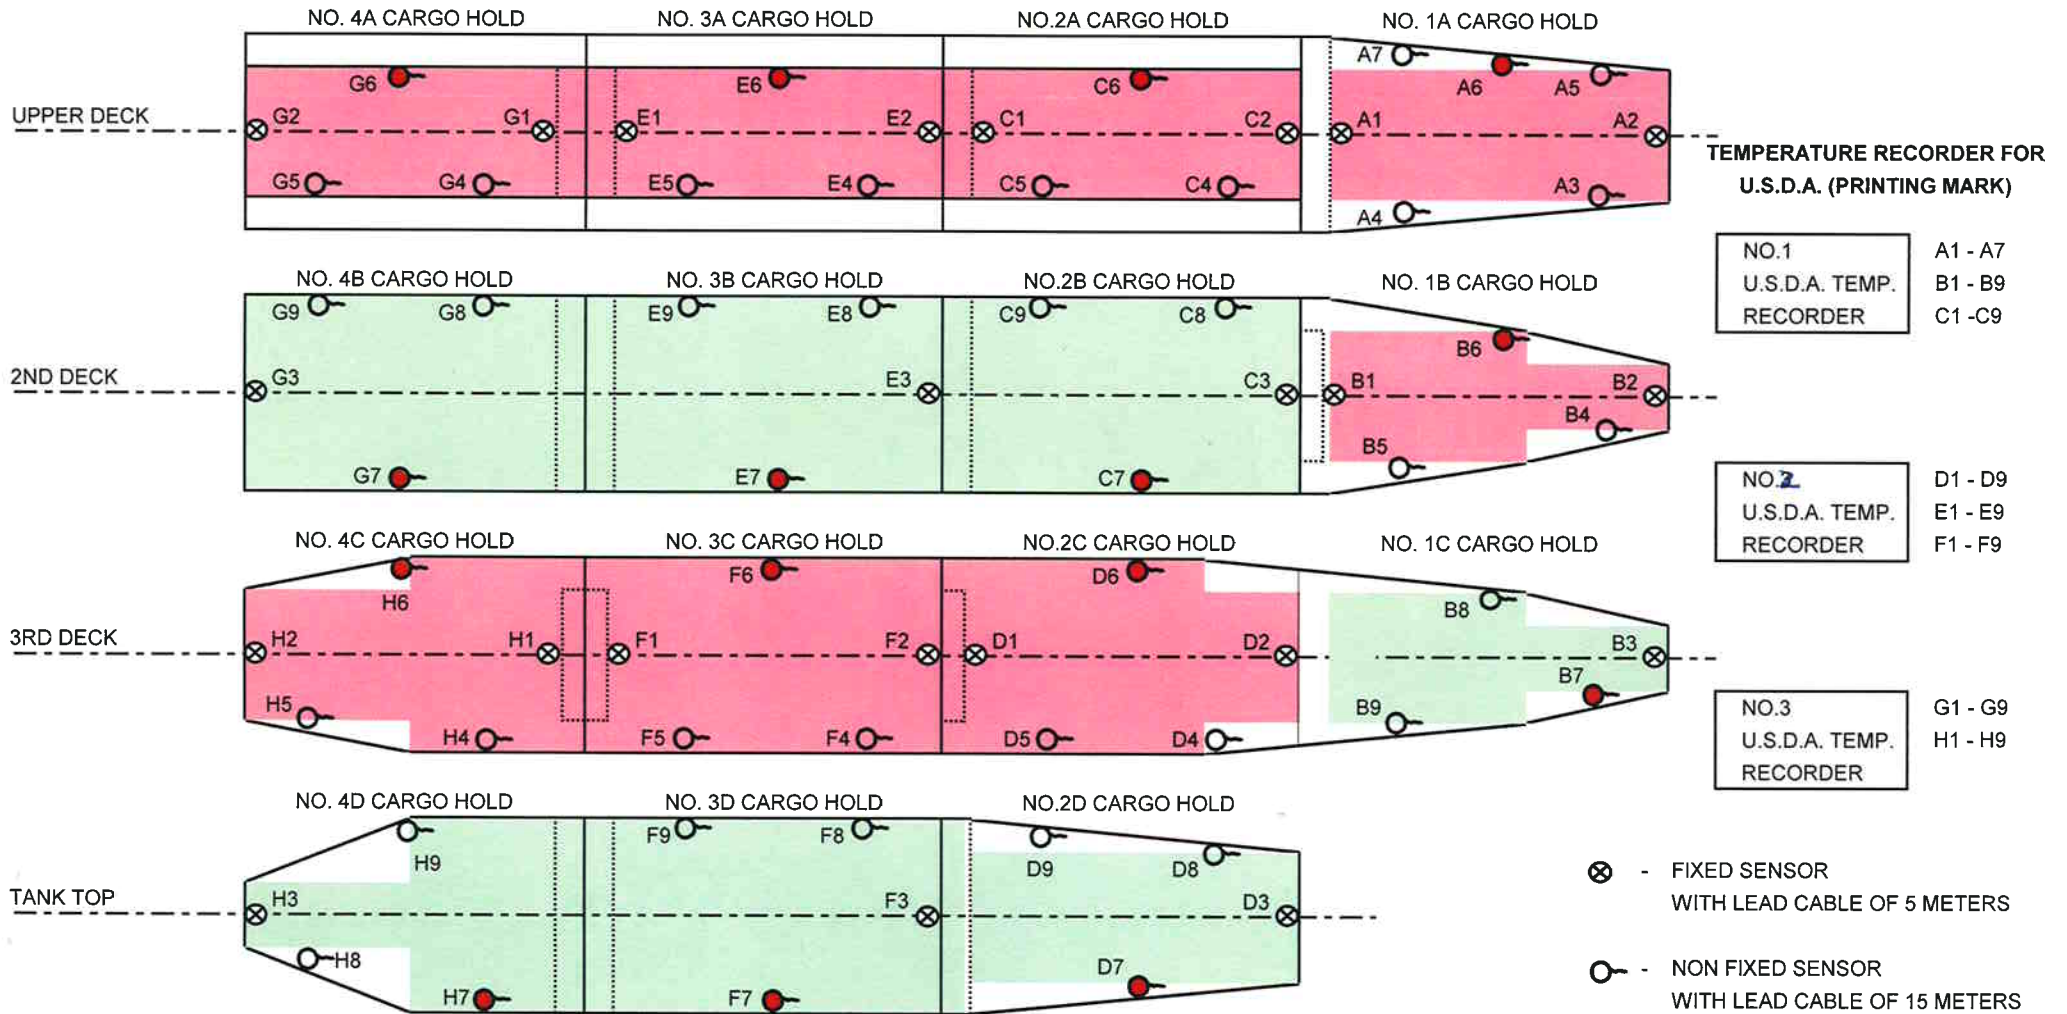 NO. 4A CARGO HOLD NO. 3A CARGO HOLD NO.2A CARGO HOLD NO. 1A CARGO HOLD
A7
G6 E6 C6 A6 A5
UPPER DECK G2 G1 E1 E2 C1 C2 A1 A2
G5 G4 E5 E4 C5 C4 A4 A3
TEMPERATURE RECORDER FOR
U.S.D.A. (PRINTING MARK)
NO.1 A1 - A7
U.S.D.A. TEMP. B1 - B9
RECORDER C1 -C9
NO. 4B CARGO HOLD NO. 3B CARGO HOLD NO.2B CARGO HOLD NO. 1B CARGO HOLD
G9 G8 E9 E8 C9 C8
B6
2ND DECK G3 E3 C3 B1 B2
B4
B5
G7 E7 C7
NO.2 D1 - D9
U.S.D.A. TEMP. E1 - E9
RECORDER F1 - F9
NO. 4C CARGO HOLD NO. 3C CARGO HOLD NO.2C CARGO HOLD NO. 1C CARGO HOLD
H6 F6 D6 B8
3RD DECK H2 H1 F1 F2 D1 D2 B3
B7
H5 H4 F5 F4 D5 D4 B9
NO.3 G1 - G9
U.S.D.A. TEMP. H1 - H9
RECORDER
NO. 4D CARGO HOLD NO. 3D CARGO HOLD NO.2D CARGO HOLD
H9 F9 F8 D9 D8
TANK TOP H3 F3 D3
H8
H7 F7 D7
- FIXED SENSOR
WITH LEAD CABLE OF 5 METERS
- NON FIXED SENSOR
WITH LEAD CABLE OF 15 METERS